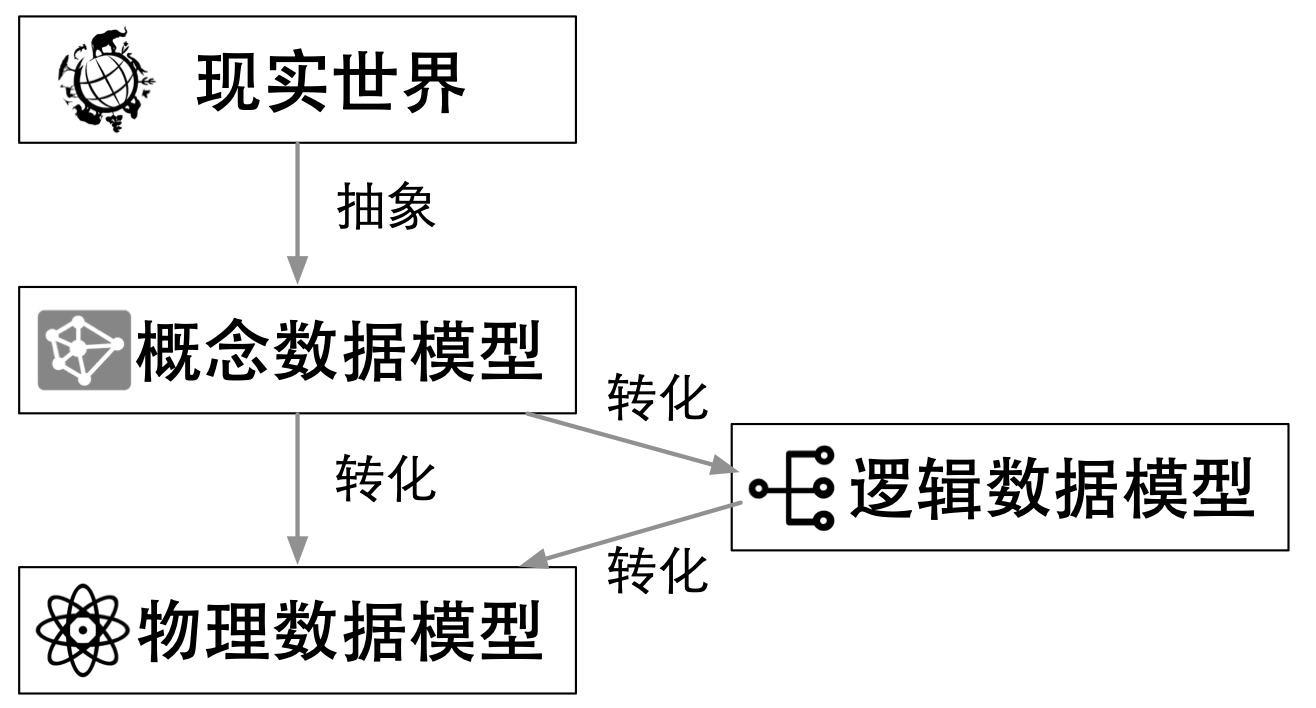 现实世界
抽象
概念数据模型
转化
转化
逻辑数据模型
转化
物理数据模型